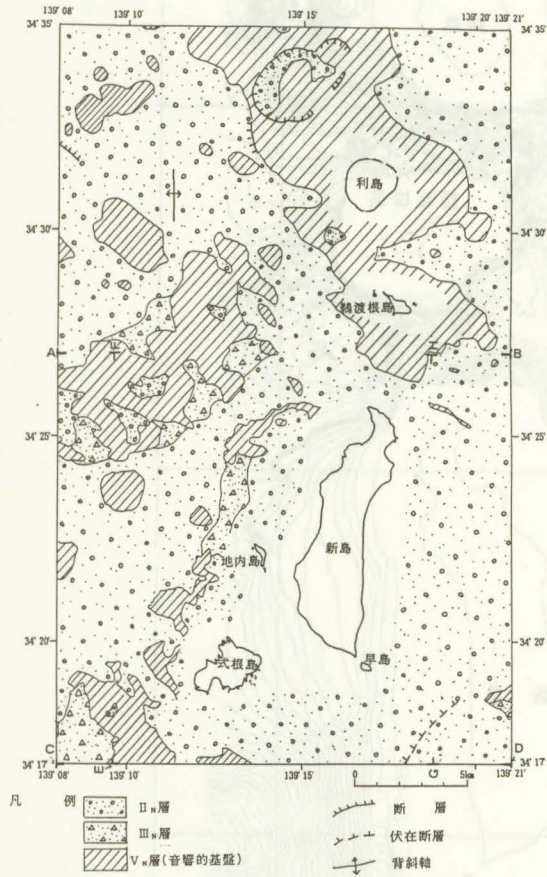 139° 08'
139° 10'
139° 15'
139° 20'
139° 21'
34° 35'
34° 35'
利島
34° 30'
34° 30'
鵜渡根島
A
F
H
B
34° 25'
34° 25'
新島
地内島
34° 20'
34° 20'
式根島
早島
C
D
34° 17'
34° 17'
139° 08'
E
139° 10'
139° 15'
0
G
5km
139° 21'
凡例
II N 層
III N 層
V N 層(音響的基盤)
断層
伏在断層
背斜軸